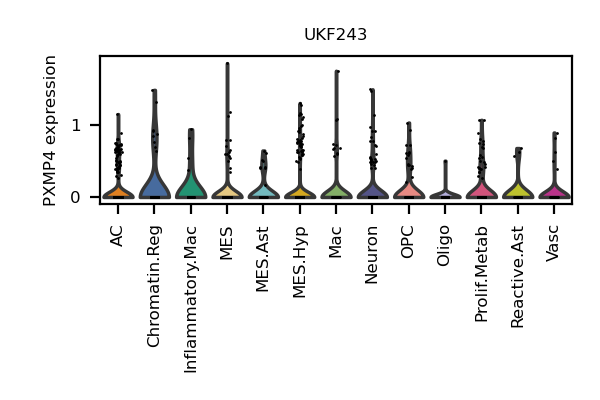 UKF243
PXMP4 expression
1
0
AC
Chromatin.Reg
Inflammatory.Mac
MES
MES.Ast
MES.Hyp
Mac
Neuron
OPC
Oligo
Prolif.Metab
Reactive.Ast
Vasc